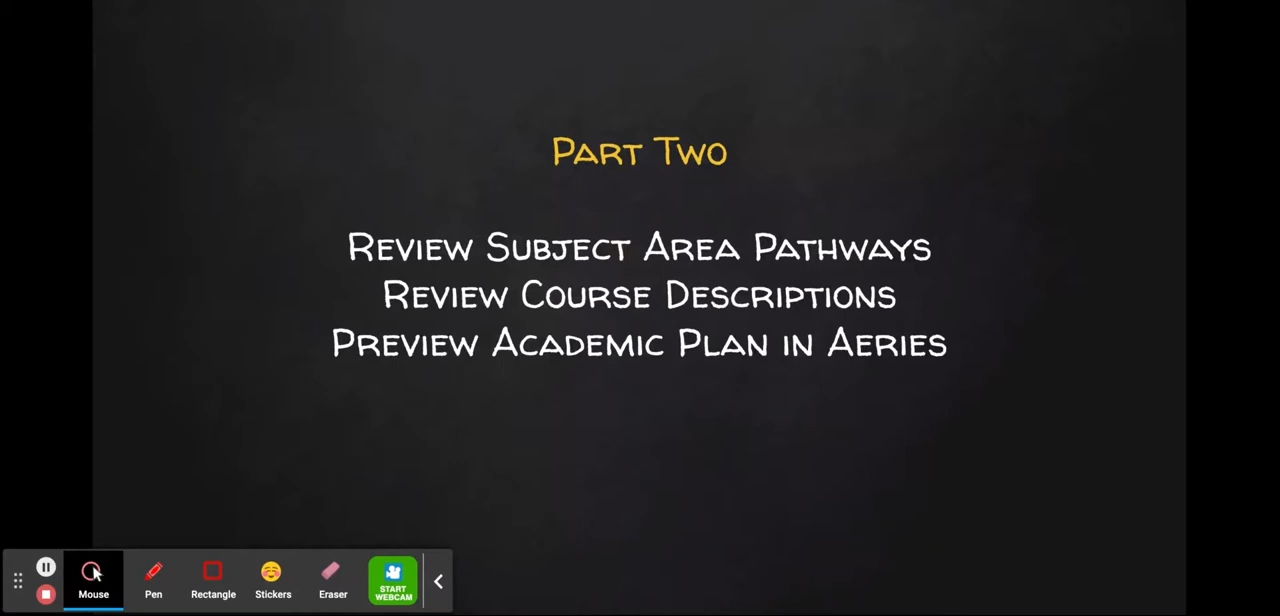 Part Two
Review Subject Area Pathways
Review Course Descriptions
Preview Academic Plan in Aeries
Mouse
Pen
Rectangle
Stickers
Eraser
START
WEBCAM